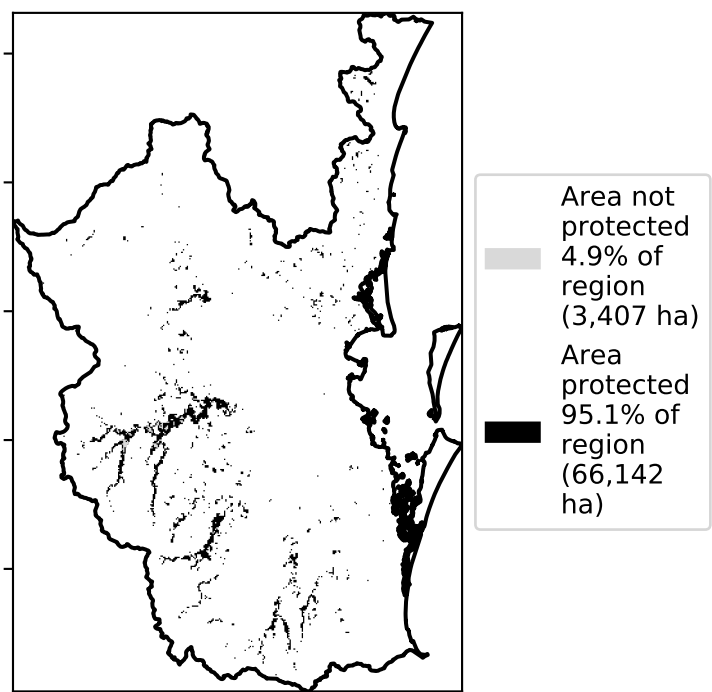 Area not
protected
4.9% of
region
(3,407 ha)
Area
protected
95.1% of
region
(66,142
ha)